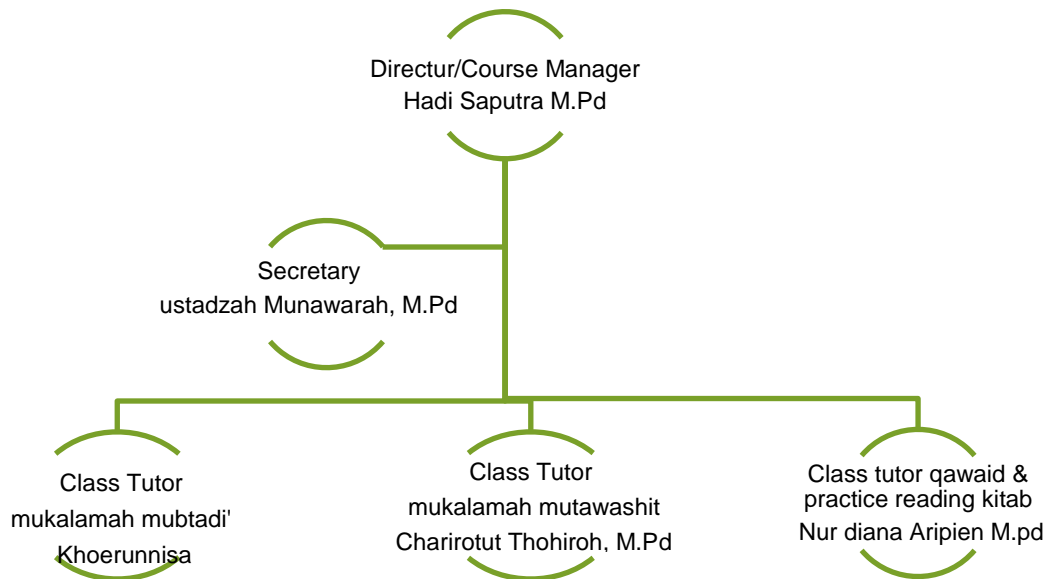 Directur/Course Manager
Hadi Saputra M.Pd
Secretary
ustadzah Munawarah, M.Pd
Class Tutor
mukalamah mubtadi'
Khoerunnisa
Class Tutor
mukalamah mutawashit
Charirotut Thohiroh, M.Pd
Class tutor qawaid &
practice reading kitab
Nur diana Aripien M.pd